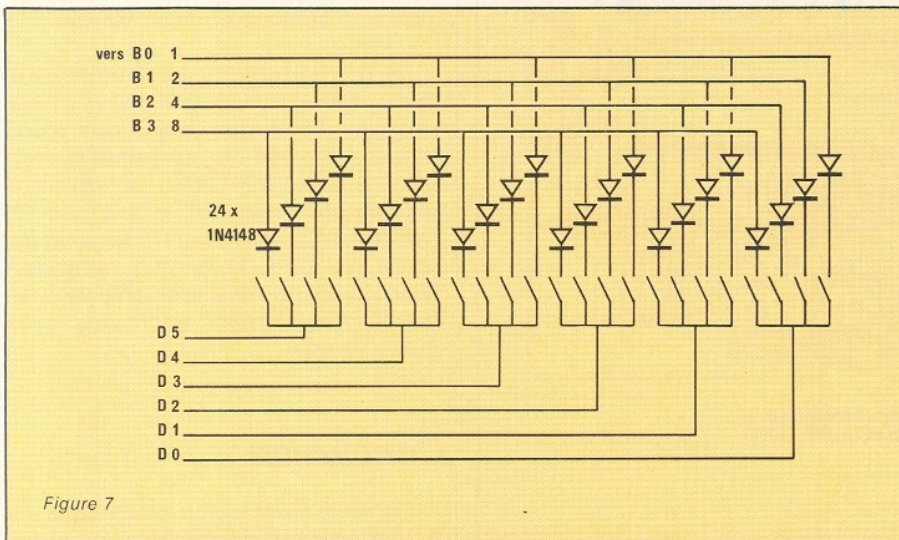 vers B0 1
B1 2
B2 4
B3 8
24 x
1N4148
D5
D4
D3
D2
D1
D0
Figure 7